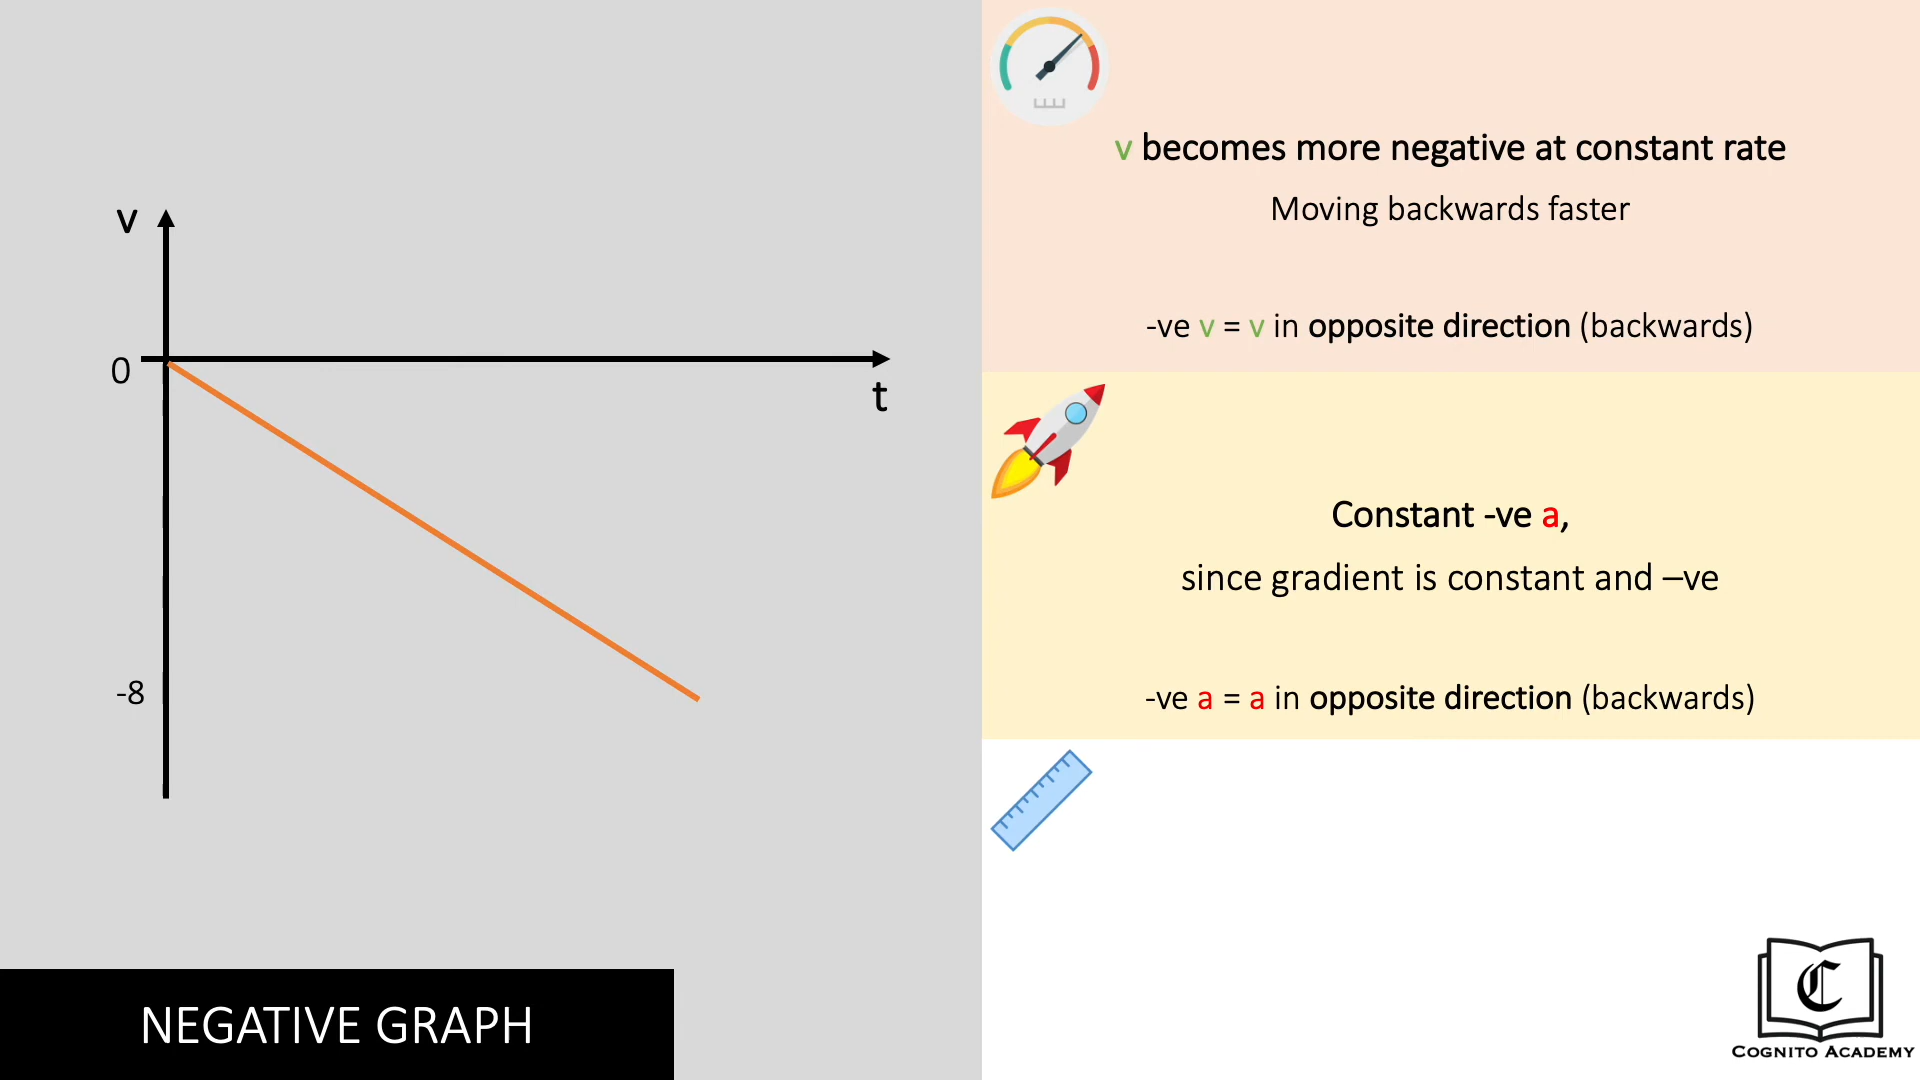 v
0
t
-8
NEGATIVE GRAPH
v becomes more negative at constant rate
Moving backwards faster
-ve v = v in opposite direction (backwards)
Constant -ve a,
since gradient is constant and –ve
-ve a = a in opposite direction (backwards)
C
COGNITO ACADEMY